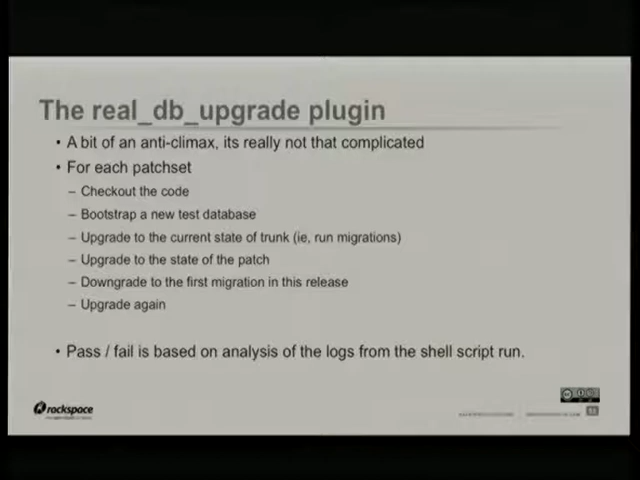 The real_db_upgrade plugin
• A bit of an anti-climax, its really not that complicated
• For each patchset
– Checkout the code
– Bootstrap a new test database
– Upgrade to the current state of trunk (ie, run migrations)
– Upgrade to the state of the patch
– Downgrade to the first migration in this release
– Upgrade again
• Pass / fail is based on analysis of the logs from the shell script run.
rackspace